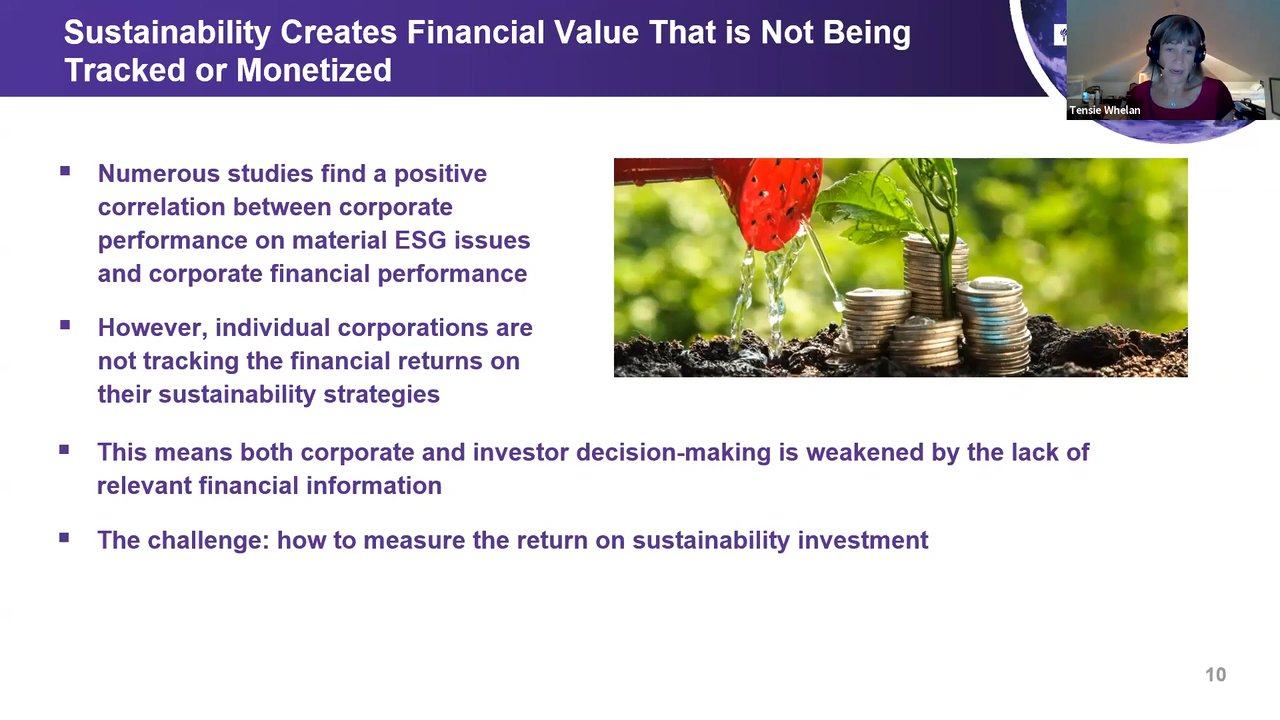 Sustainability Creates Financial Value That is Not Being
Tracked or Monetized
Tensie Whelan
Numerous studies find a positive
correlation between corporate
performance on material ESG issues
and corporate financial performance
However, individual corporations are
not tracking the financial returns on
their sustainability strategies
This means both corporate and investor decision-making is weakened by the lack of
relevant financial information
The challenge: how to measure the return on sustainability investment
10